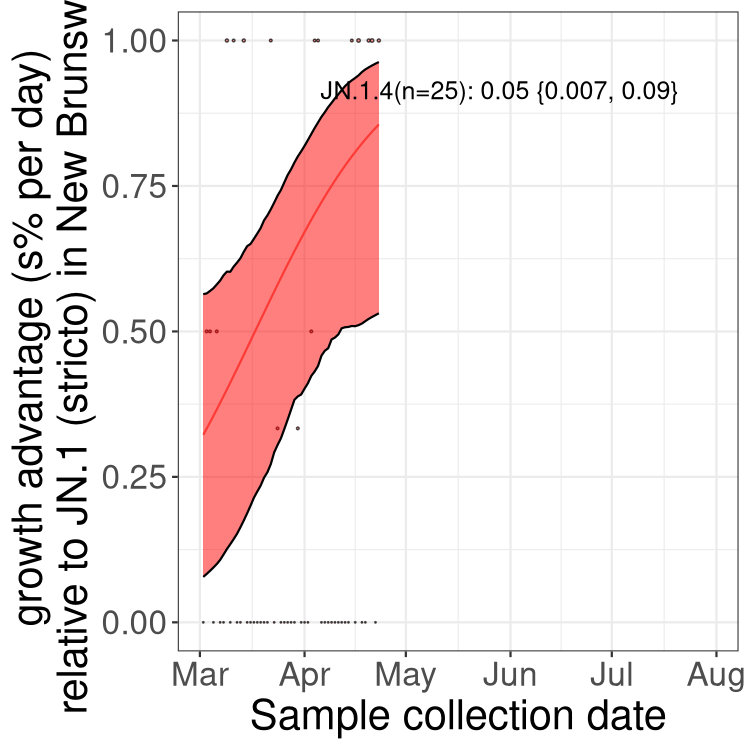 growth advantage (s% per day)
relative to JN.1 (stricto) in New Brunsw
1.00
0.75
0.50
0.25
0.00
JN.1.4(n=25): 0.05 {0.007, 0.09}
Mar Apr May Jun Jul Aug
Sample collection date